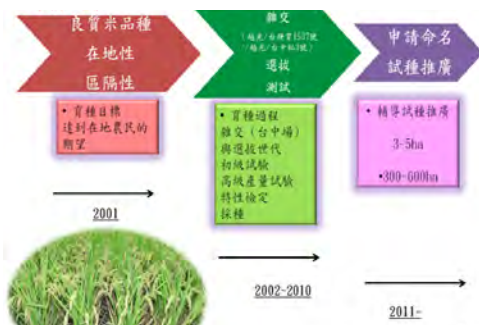 良質米品種
在地性
區隔性
• 育種目標
達到在地農民的
期望
2001
雜交
選拔
測試
• 育種過程
雜交（台中場）
與選拔世代
初級試驗
高級產量試驗
特性檢定
採種
2002-2010
申請命名
試種推廣
• 輔導試種推廣
3-5ha
•300-600ha
2011-